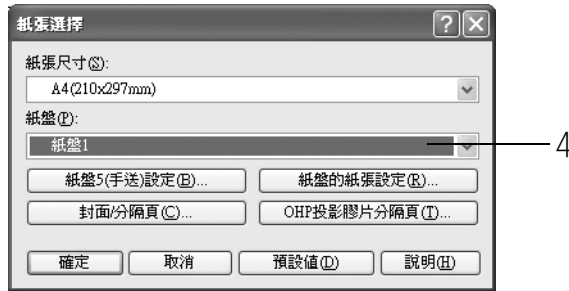 紙張選擇
紙張尺寸(S):
A4(210x297mm)
紙盤(P):
紙盤1
4
紙盤5(手送)設定(B)... 紙盤的紙張設定(R)...
封面/分隔頁(C)... OHP投影膠片分隔頁(T)...
確定 取消 預設值(D) 說明(H)